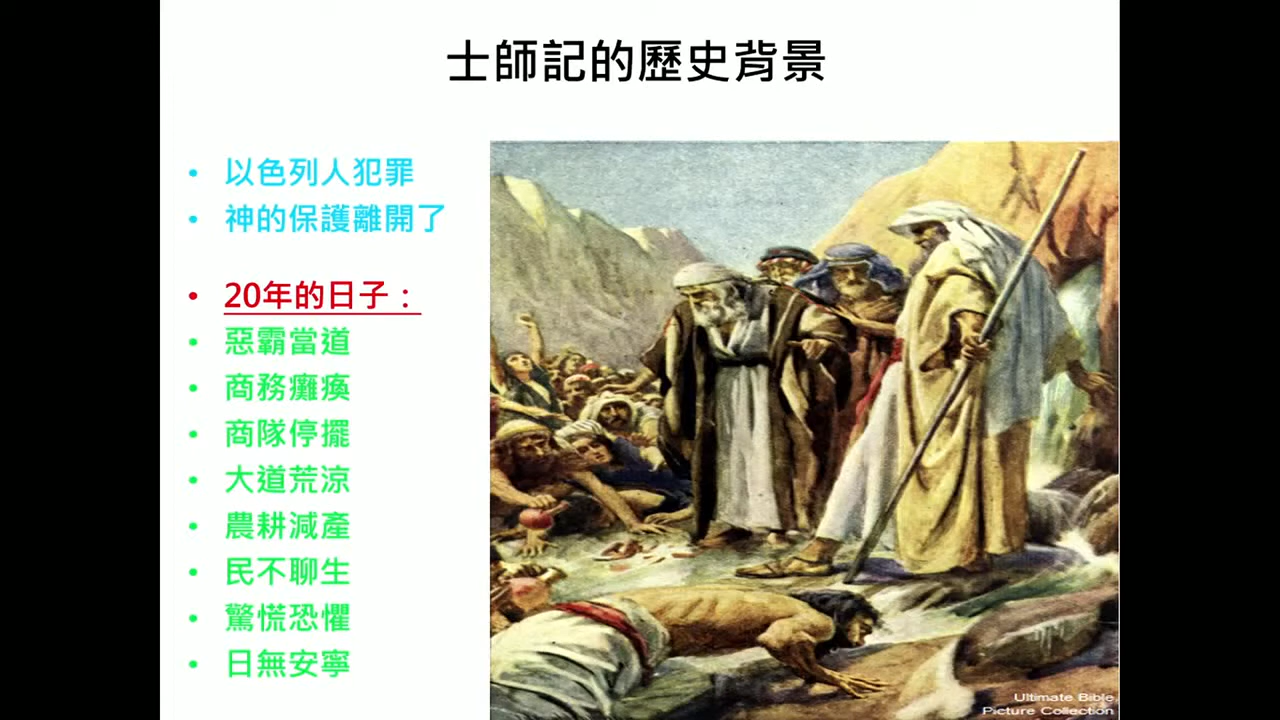 士師記的歷史背景
• 以色列人犯罪
• 神的保護離開了
• 20年的日子：
• 惡霸當道
• 商務癱瘓
• 商隊停擺
• 大道荒涼
• 農耕減產
• 民不聊生
• 驚慌恐懼
• 日無安寧
Ultimate Bible
Picture Collection